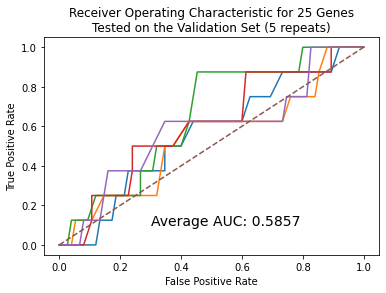 Receiver Operating Characteristic for 25 Genes
Tested on the Validation Set (5 repeats)
True Positive Rate
1.0
0.8
0.6
0.4
0.2
0.0
Average AUC: 0.5857
0.0 0.2 0.4 0.6 0.8 1.0
False Positive Rate